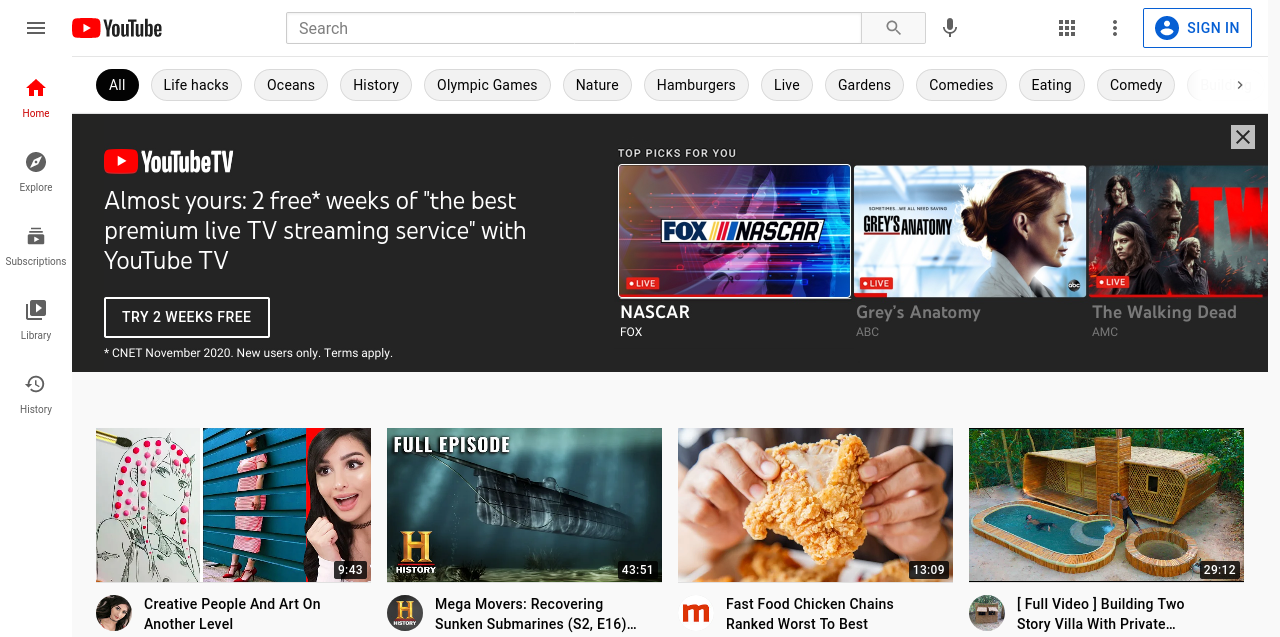 YouTube
Search
SIGN IN
All
Life hacks
Oceans
History
Olympic Games
Nature
Hamburgers
Live
Gardens
Comedies
Eating
Comedy
Home
Explore
Subscriptions
Library
History
YouTubeTV
Almost yours: 2 free* weeks of "the best
premium live TV streaming service" with
YouTube TV
TRY 2 WEEKS FREE
* CNET November 2020. New users only. Terms apply.
TOP PICKS FOR YOU
FOX NASCAR
LIVE
NASCAR
FOX
SOMETIMES, WE ALL NEED SAVING
GREY'S ANATOMY
LIVE
abc
Grey's Anatomy
ABC
TW
LIVE
The Walking Dead
AMC
9:43
Creative People And Art On
Another Level
FULL EPISODE
H
HISTORY
43:51
H
HISTORY
Mega Movers: Recovering
Sunken Submarines (S2, E16)...
13:09
m
Fast Food Chicken Chains
Ranked Worst To Best
29:12
[ Full Video ] Building Two
Story Villa With Private...